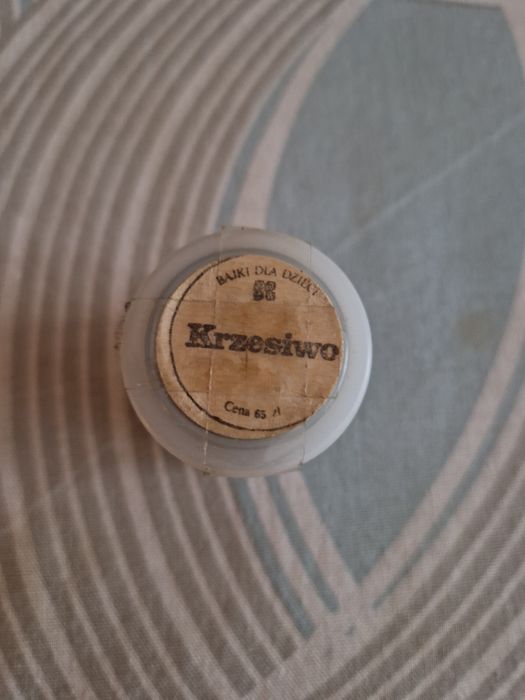 BAJKI DLA DZIECI
Krzesiwo
Cena 65 zł